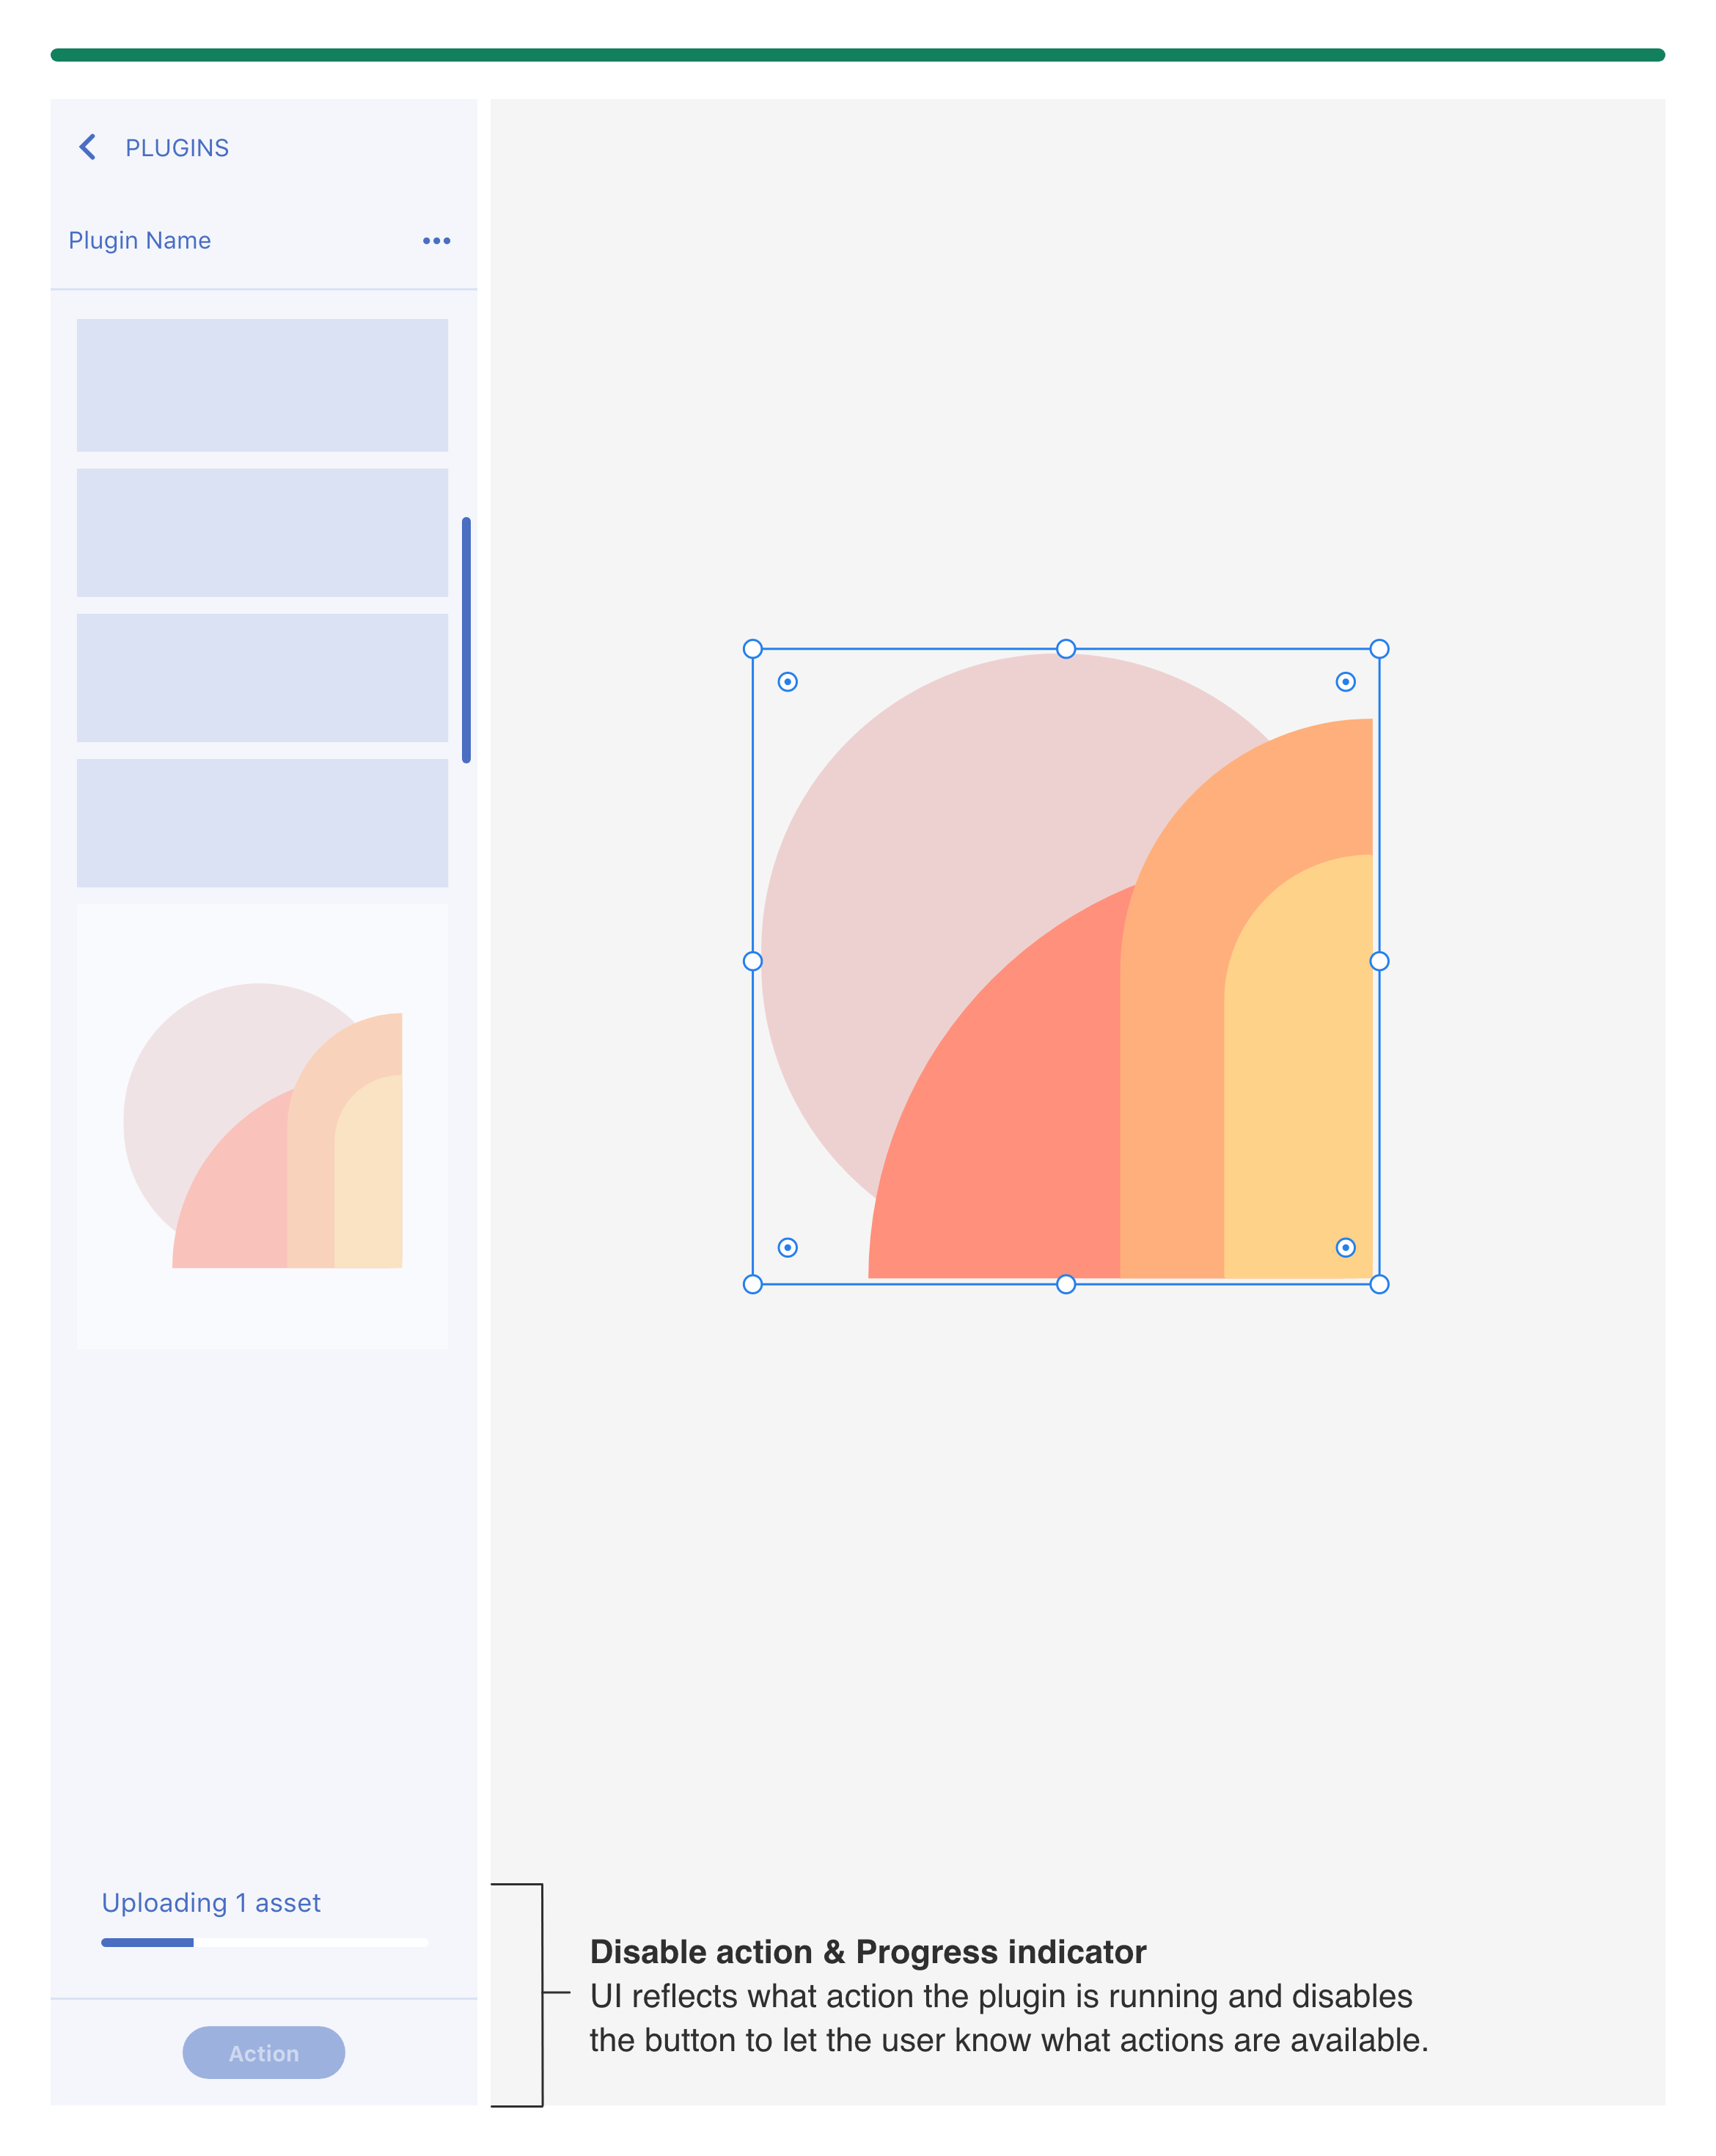 PLUGINS
Plugin Name
Uploading 1 asset
Action
Disable action & Progress indicator
UI reflects what action the plugin is running and disables
the button to let the user know what actions are available.